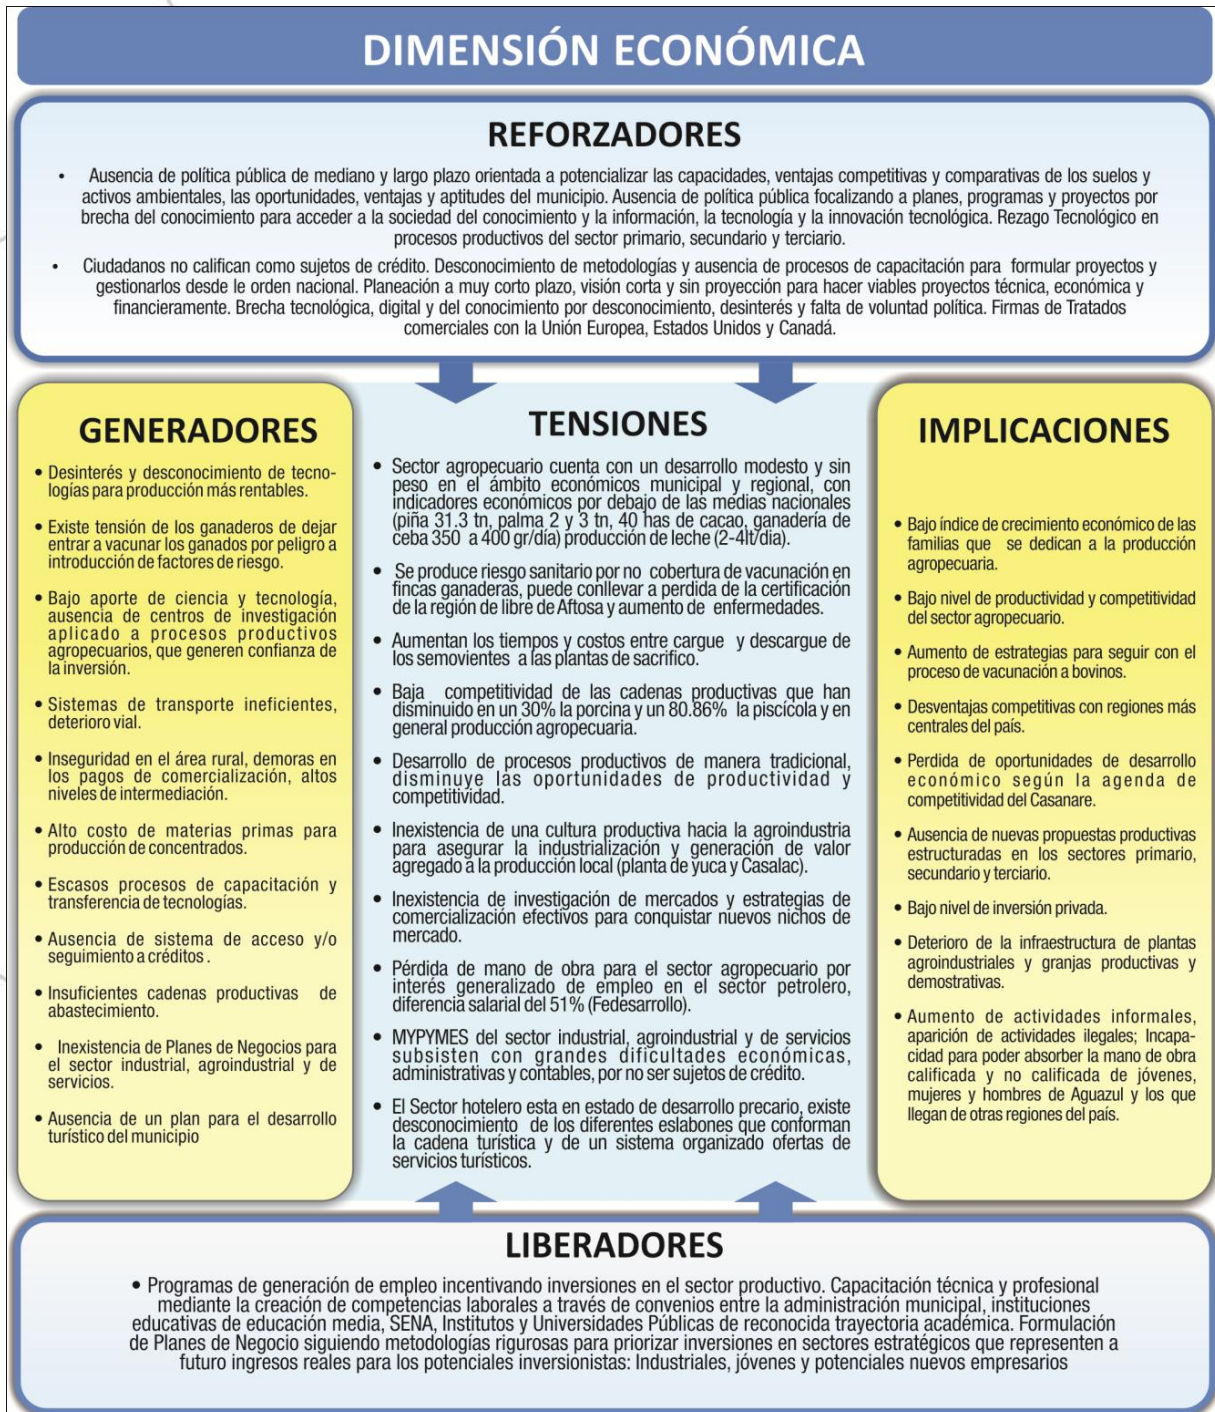 DIMENSIÓN ECONÓMICA
REFORZADORES
• Ausencia de política pública de mediano y largo plazo orientada a potencializar las capacidades, ventajas competitivas y comparativas de los suelos y
activos ambientales, las oportunidades, ventajas y aptitudes del municipio. Ausencia de política pública focalizando a planes, programas y proyectos por
brecha del conocimiento para acceder a la sociedad del conocimiento y la información, la tecnología y la innovación tecnológica. Rezago Tecnológico en
procesos productivos del sector primario, secundario y terciario.
• Ciudadanos no califican como sujetos de crédito. Desconocimiento de metodologías y ausencia de procesos de capacitación para formular proyectos y
gestionarlos desde le orden nacional. Planeación a muy corto plazo, visión corta y sin proyección para hacer viables proyectos técnica, económica y
financieramente. Brecha tecnológica, digital y del conocimiento por desconocimiento, desinterés y falta de voluntad política. Firmas de Tratados
comerciales con la Unión Europea, Estados Unidos y Canadá.
GENERADORES
• Desinterés y desconocimiento de tecno-
logías para producción más rentables.
• Existe tensión de los ganaderos de dejar
entrar a vacunar los ganados por peligro a
introducción de factores de riesgo.
• Bajo aporte de ciencia y tecnología,
ausencia de centros de investigación
aplicado a procesos productivos
agropecuarios, que generen confianza de
la inversión.
• Sistemas de transporte ineficientes,
deterioro vial.
• Inseguridad en el área rural, demoras en
los pagos de comercialización, altos
niveles de intermediación.
• Alto costo de materias primas para
producción de concentrados.
• Escasos procesos de capacitación y
transferencia de tecnologías.
• Ausencia de sistema de acceso y/o
seguimiento a créditos .
• Insuficientes cadenas productivas de
abastecimiento.
• Inexistencia de Planes de Negocios para
el sector industrial, agroindustrial y de
servicios.
• Ausencia de un plan para el desarrollo
turístico del municipio
TENSIONES
• Sector agropecuario cuenta con un desarrollo modesto y sin
peso en el ámbito económicos municipal y regional, con
indicadores económicos por debajo de las medias nacionales
(piña 31.3 tn, palma 2 y 3 tn, 40 has de cacao, ganadería de
ceba 350 a 400 gr/día) producción de leche (2-4lt/dia).
• Se produce riesgo sanitario por no cobertura de vacunación en
fincas ganaderas, puede conllevar a perdida de la certificación
de la región de libre de Aftosa y aumento de enfermedades.
• Aumentan los tiempos y costos entre cargue y descargue de
los semovientes a las plantas de sacrifico.
• Baja competitividad de las cadenas productivas que han
disminuido en un 30% la porcina y un 80.86% la piscícola y en
general producción agropecuaria.
• Desarrollo de procesos productivos de manera tradicional,
disminuye las oportunidades de productividad y
competitividad.
• Inexistencia de una cultura productiva hacia la agroindustria
para asegurar la industrialización y generación de valor
agregado a la producción local (planta de yuca y Casalac).
• Inexistencia de investigación de mercados y estrategias de
comercialización efectivos para conquistar nuevos nichos de
mercado.
• Pérdida de mano de obra para el sector agropecuario por
interés generalizado de empleo en el sector petrolero,
diferencia salarial del 51% (Fedesarrollo).
• MYPYMES del sector industrial, agroindustrial y de servicios
subsisten con grandes dificultades económicas,
administrativas y contables, por no ser sujetos de crédito.
• El Sector hotelero esta en estado de desarrollo precario, existe
desconocimiento de los diferentes eslabones que conforman
la cadena turística y de un sistema organizado ofertas de
servicios turísticos.
IMPLICACIONES
• Bajo índice de crecimiento económico de las
familias que se dedican a la producción
agropecuaria.
• Bajo nivel de productividad y competitividad
del sector agropecuario.
• Aumento de estrategias para seguir con el
proceso de vacunación a bovinos.
• Desventajas competitivas con regiones más
centrales del país.
• Perdida de oportunidades de desarrollo
económico según la agenda de
competitividad del Casanare.
• Ausencia de nuevas propuestas productivas
estructuradas en los sectores primario,
secundario y terciario.
• Bajo nivel de inversión privada.
• Deterioro de la infraestructura de plantas
agroindustriales y granjas productivas y
demostrativas.
• Aumento de actividades informales,
aparición de actividades ilegales; Incapa-
cidad para poder absorber la mano de obra
calificada y no calificada de jóvenes,
mujeres y hombres de Aguazul y los que
llegan de otras regiones del país.
LIBERADORES
• Programas de generación de empleo incentivando inversiones en el sector productivo. Capacitación técnica y profesional
mediante la creación de competencias laborales a través de convenios entre la administración municipal, instituciones
educativas de educación media, SENA, Institutos y Universidades Públicas de reconocida trayectoria académica. Formulación
de Planes de Negocio siguiendo metodologías rigurosas para priorizar inversiones en sectores estratégicos que representen a
futuro ingresos reales para los potenciales inversionistas: Industriales, jóvenes y potenciales nuevos empresarios